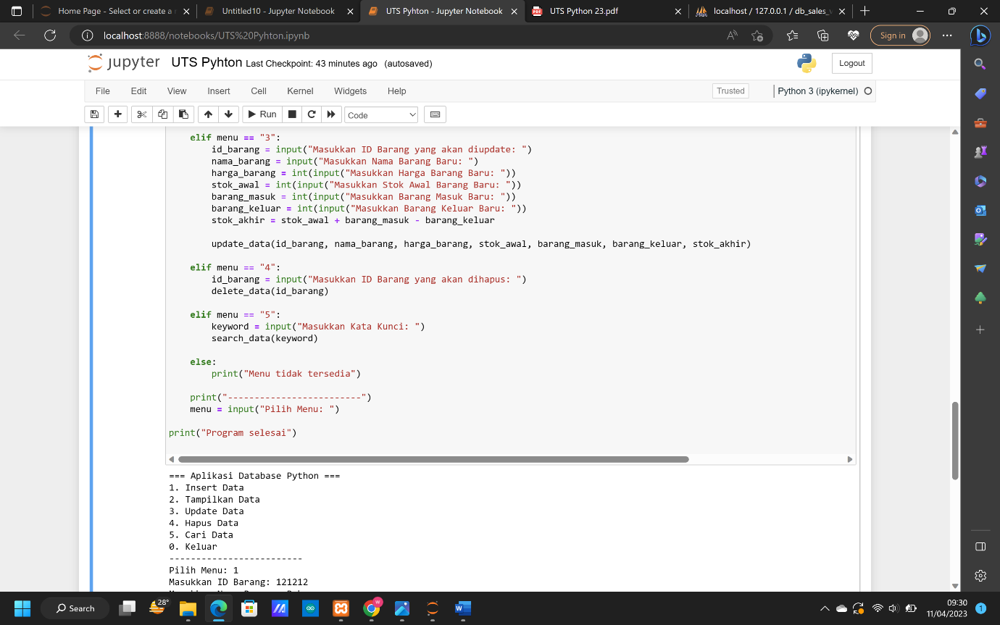 Home Page - Select or create a
Untitled10 - Jupyter Notebook
UTS Pyhton - Jupyter Notebook
UTS Python 23.pdf
localhost / 127.0.0.1 / db_sales_
localhost:8888/notebooks/UTS%20Pyhton.ipynb
Sign in
jupyter UTS Pyhton Last Checkpoint: 43 minutes ago (autosaved)
Logout
File Edit View Insert Cell Kernel Widgets Help
Trusted
Python 3 (ipykernel)
Run
Code
elif menu == "3":
id_barang = input("Masukkan ID Barang yang akan diupdate: ")
nama_barang = input("Masukkan Nama Barang Baru: ")
harga_barang = int(input("Masukkan Harga Barang Baru: "))
stok_awal = int(input("Masukkan Stok Awal Barang Baru: "))
barang_masuk = int(input("Masukkan Barang Masuk Baru: "))
barang_keluar = int(input("Masukkan Barang Keluar Baru: "))
stok_akhir = stok_awal + barang_masuk - barang_keluar
update_data(id_barang, nama_barang, harga_barang, stok_awal, barang_masuk, barang_keluar, stok_akhir)
elif menu == "4":
id_barang = input("Masukkan ID Barang yang akan dihapus: ")
delete_data(id_barang)
elif menu == "5":
keyword = input("Masukkan Kata Kunci: ")
search_data(keyword)
else:
print("Menu tidak tersedia")
print("-------------------------")
menu = input("Pilih Menu: ")
print("Program selesai")
=== Aplikasi Database Python ===
1. Insert Data
2. Tampilkan Data
3. Update Data
4. Hapus Data
5. Cari Data
0. Keluar
-------------------------
Pilih Menu: 1
Masukkan ID Barang: 121212
Search
28°
09:30
11/04/2023
1